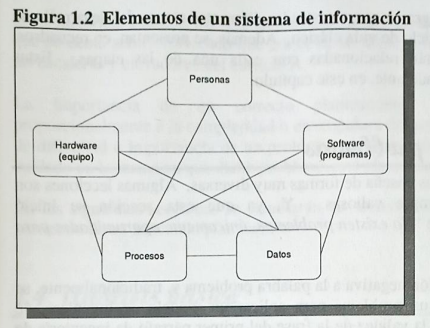 Figura 1.2 Elementos de un sistema de información
Personas
Hardware
(equipo)
Software
(programas)
Procesos
Datos